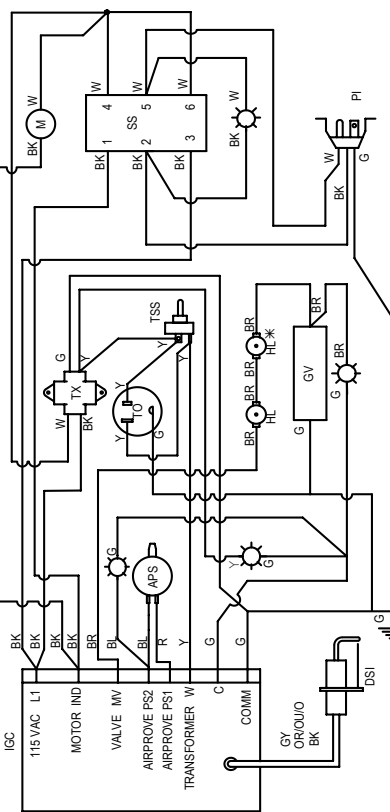 W
W
BK
M
4
5
6
SS
1
2
3
BK
BK
BK
W
W
W
W
BK
PI
W
BK
G
G
Y
TX
W
BK
TSS
Y
Y
TO
Y
G
BR
HL*
BR
BR
HL
BR
GV
G
BR
BR
G
G
Y
G
APS
IGC
115 VAC L1
MOTOR IND
VALVE MV
AIRPROVE PS2
AIRPROVE PS1
TRANSFORMER W
C
COMM
BK
BK
BK
BK
BR
BL
BL
R
Y
G
G
G
GY
OR/OU/O
BK
DSI